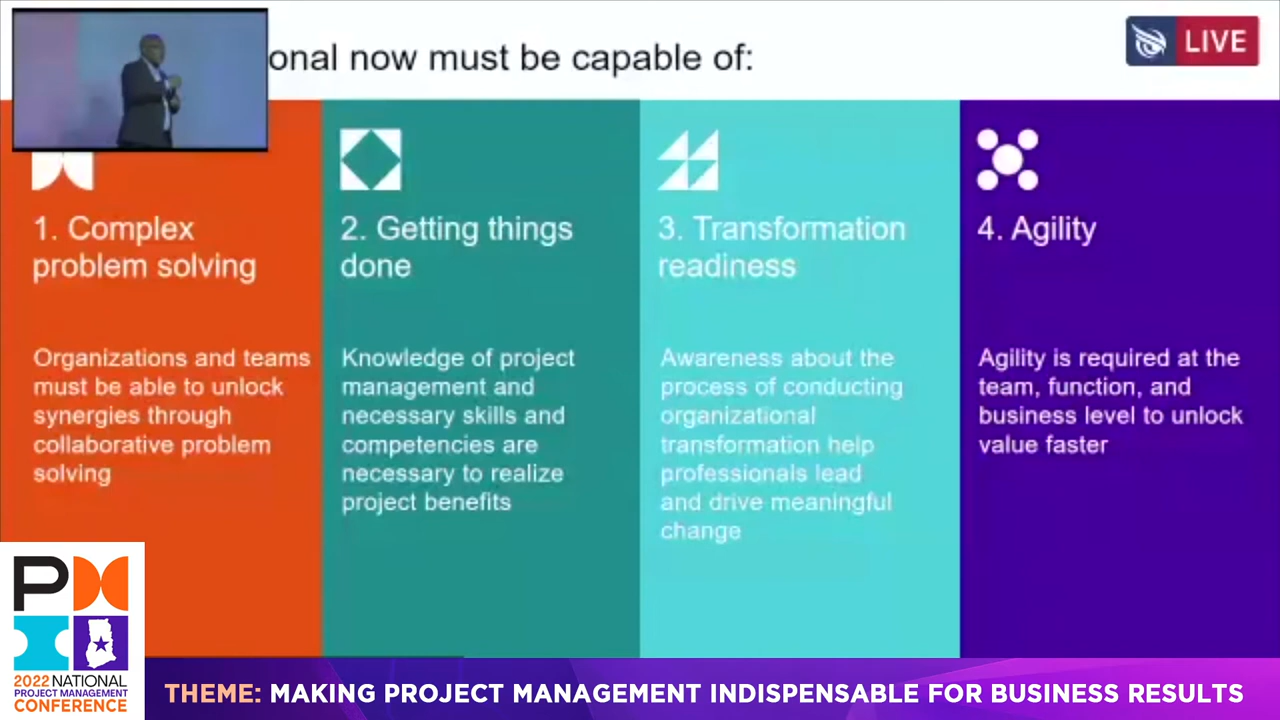 onal now must be capable of:
LIVE
1. Complex
problem solving
Organizations and teams
must be able to unlock
synergies through
collaborative problem
solving
2. Getting things
done
Knowledge of project
management and
necessary skills and
competencies are
necessary to realize
project benefits
3. Transformation
readiness
Awareness about the
process of conducting
organizational
transformation help
professionals lead
and drive meaningful
change
4. Agility
Agility is required at the
team, function, and
business level to unlock
value faster
2022 NATIONAL
PROJECT MANAGEMENT
CONFERENCE
THEME: MAKING PROJECT MANAGEMENT INDISPENSABLE FOR BUSINESS RESULTS